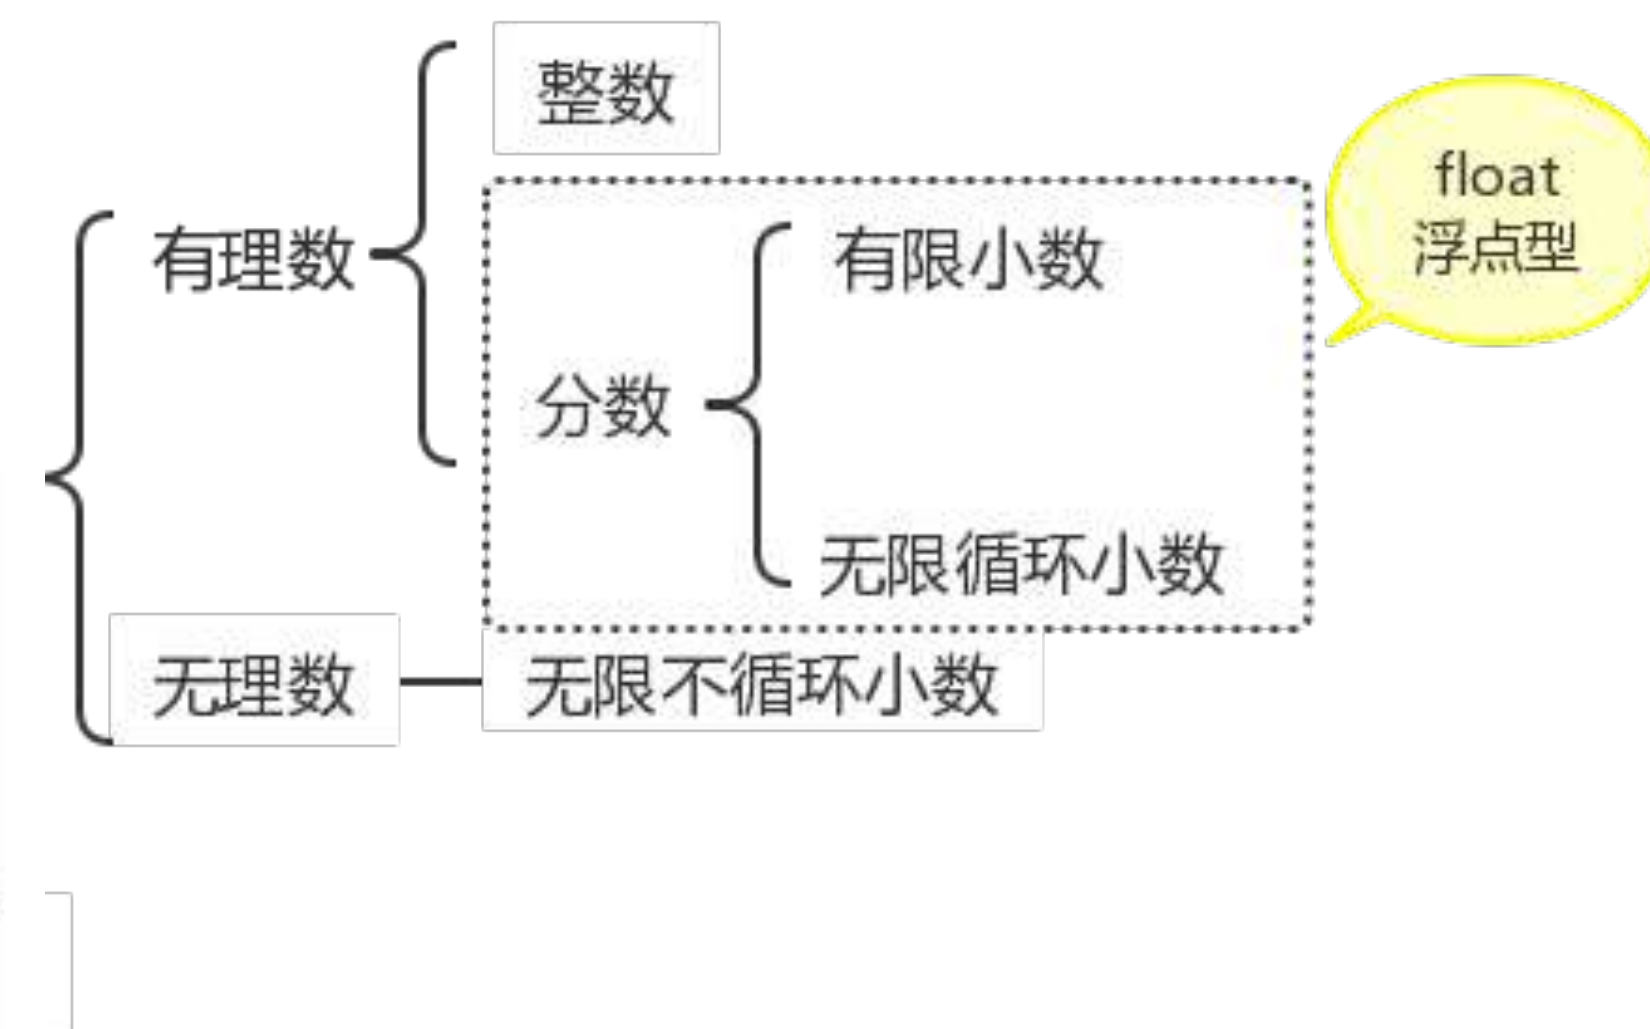 整数
float
浮点型
有理数
有限小数
分数
无限循环小数
无理数
无限不循环小数